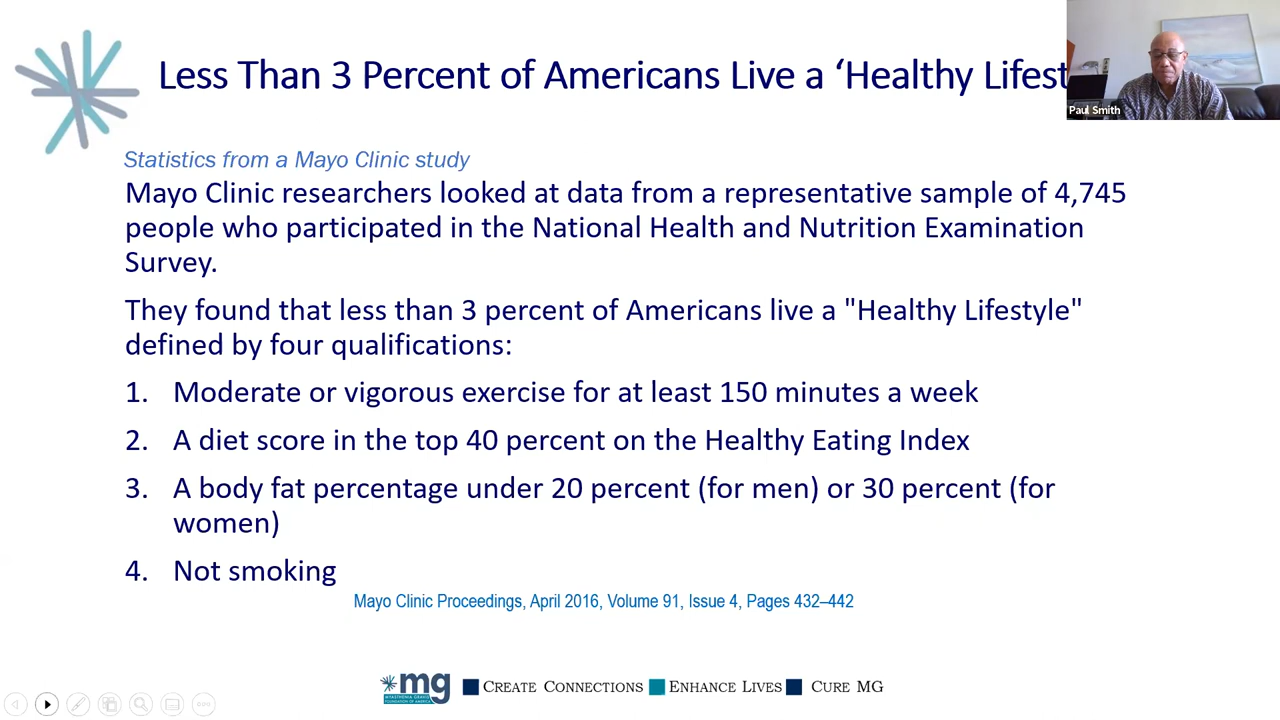 Less Than 3 Percent of Americans Live a ‘Healthy Lifest
Paul Smith
Statistics from a Mayo Clinic study
Mayo Clinic researchers looked at data from a representative sample of 4,745
people who participated in the National Health and Nutrition Examination
Survey.
They found that less than 3 percent of Americans live a "Healthy Lifestyle"
defined by four qualifications:
1. Moderate or vigorous exercise for at least 150 minutes a week
2. A diet score in the top 40 percent on the Healthy Eating Index
3. A body fat percentage under 20 percent (for men) or 30 percent (for
women)
4. Not smoking
Mayo Clinic Proceedings, April 2016, Volume 91, Issue 4, Pages 432–442
mg
MYASTHENIA GRAVIS
FOUNDATION OF AMERICA
CREATE CONNECTIONS ENHANCE LIVES CURE MG